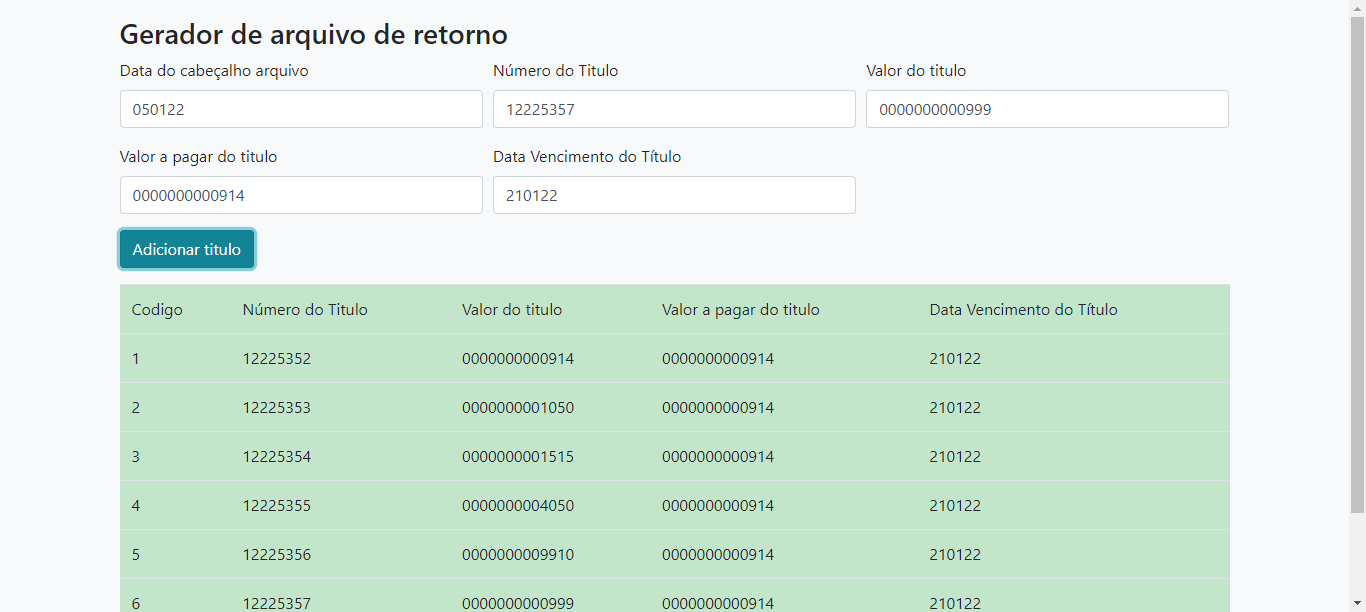 Gerador de arquivo de retorno
Data do cabeçalho arquivo Número do Titulo Valor do titulo
050122 12225357 0000000000999
Valor a pagar do titulo Data Vencimento do Título
0000000000914 210122
Adicionar titulo
Codigo Número do Titulo Valor do titulo Valor a pagar do titulo Data Vencimento do Título
1 12225352 0000000000914 0000000000914 210122
2 12225353 0000000001050 0000000000914 210122
3 12225354 0000000001515 0000000000914 210122
4 12225355 0000000004050 0000000000914 210122
5 12225356 0000000009910 0000000000914 210122
6 12225357 0000000000999 0000000000914 210122